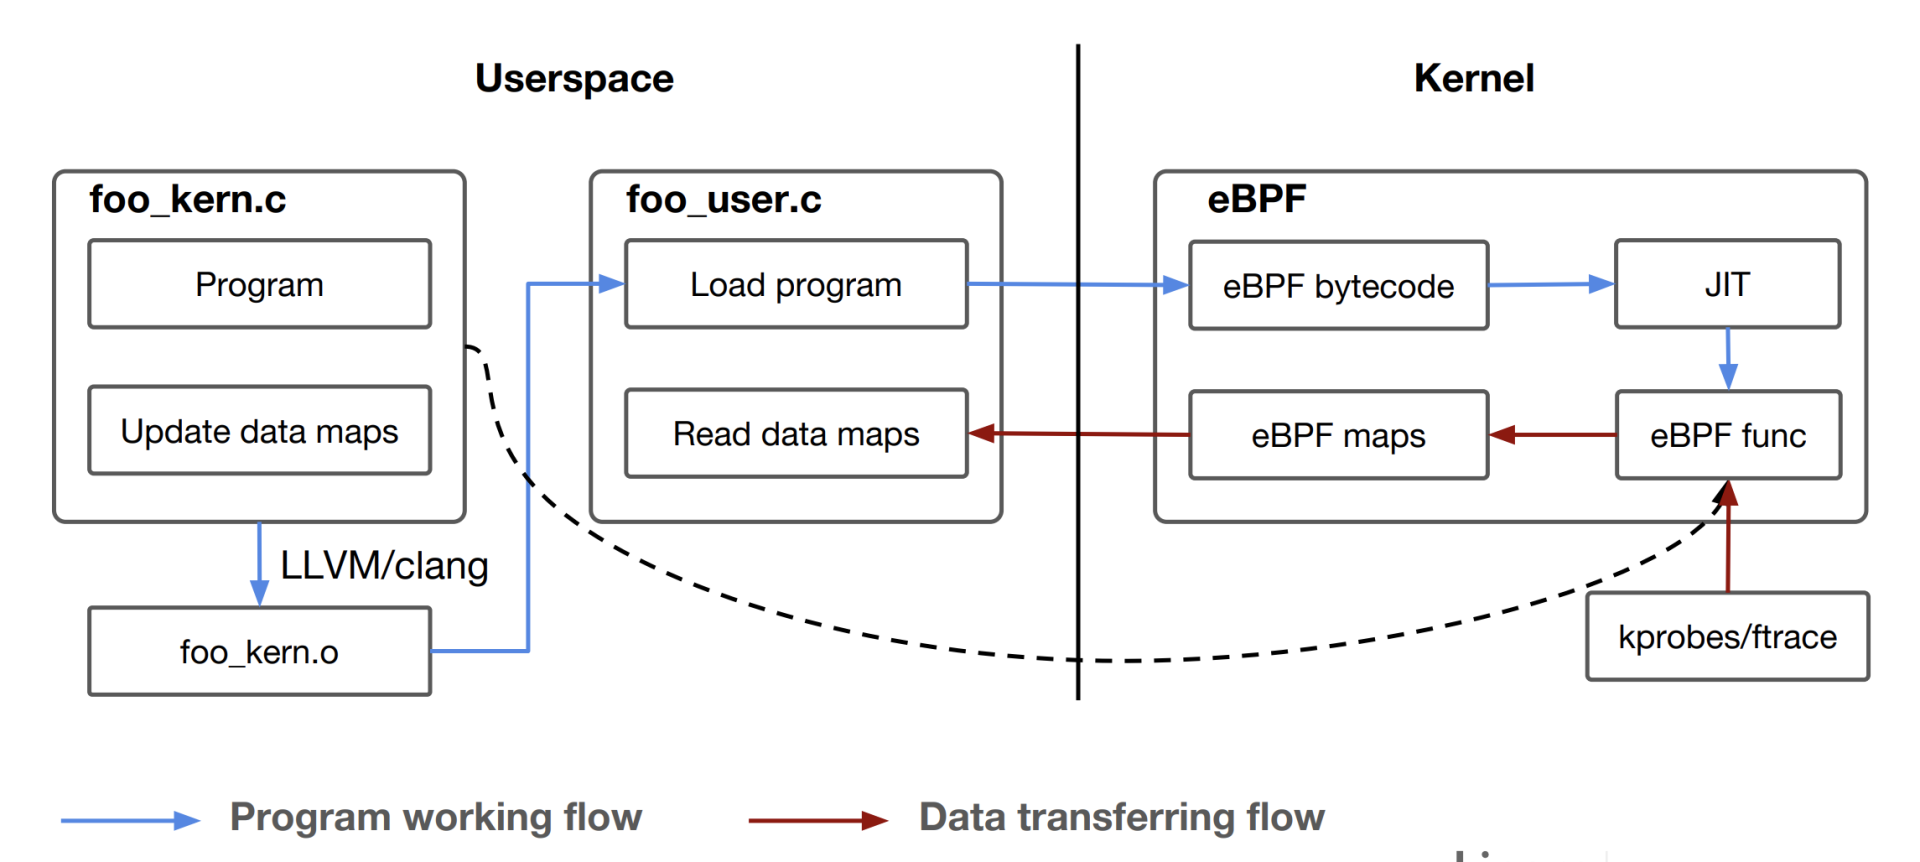 Userspace
Kernel
foo_kern.c
foo_user.c
eBPF
Program
Load program
eBPF bytecode
JIT
Update data maps
Read data maps
eBPF maps
eBPF func
LLVM/clang
foo_kern.o
kprobes/ftrace
Program working flow
Data transferring flow